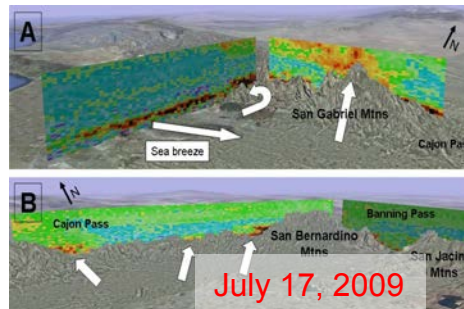 A
N
San Gabriel Mtns
Cajon Pas
Sea breeze
B
N
Cajon Pass
Banning Pass
San Bernardino
Mtns
San Jacin
Mtns
July 17, 2009